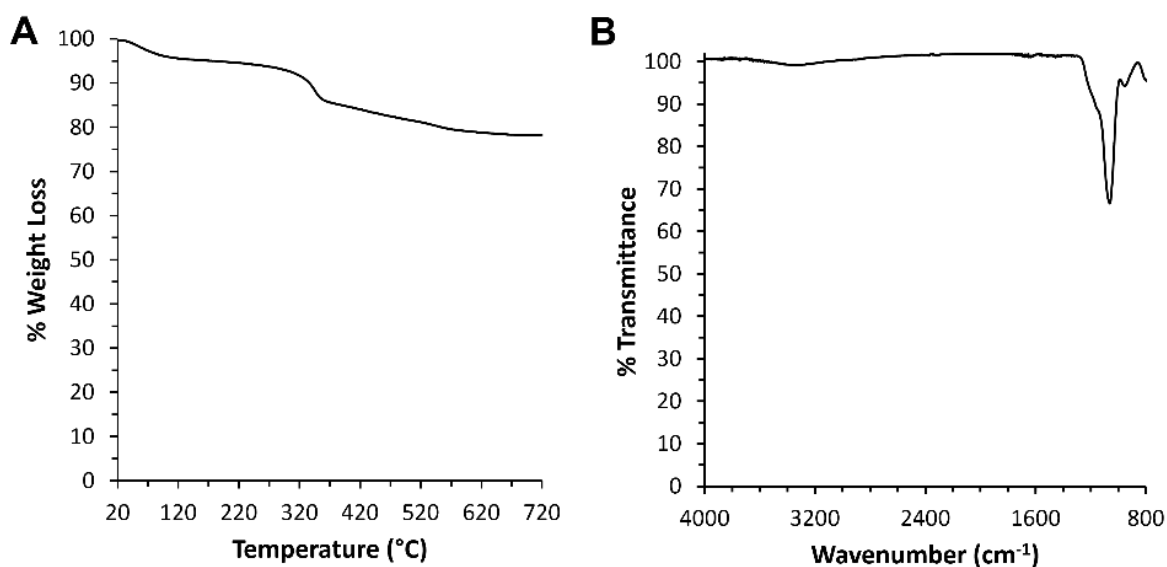 A
100
90
80
70
60
50
40
30
20
10
0
% Weight Loss
20 120 220 320 420 520 620 720
Temperature (°C)
B
100
90
80
70
60
50
40
30
20
10
0
% Transmittance
4000 3200 2400 1600 800
Wavenumber (cm⁻¹)